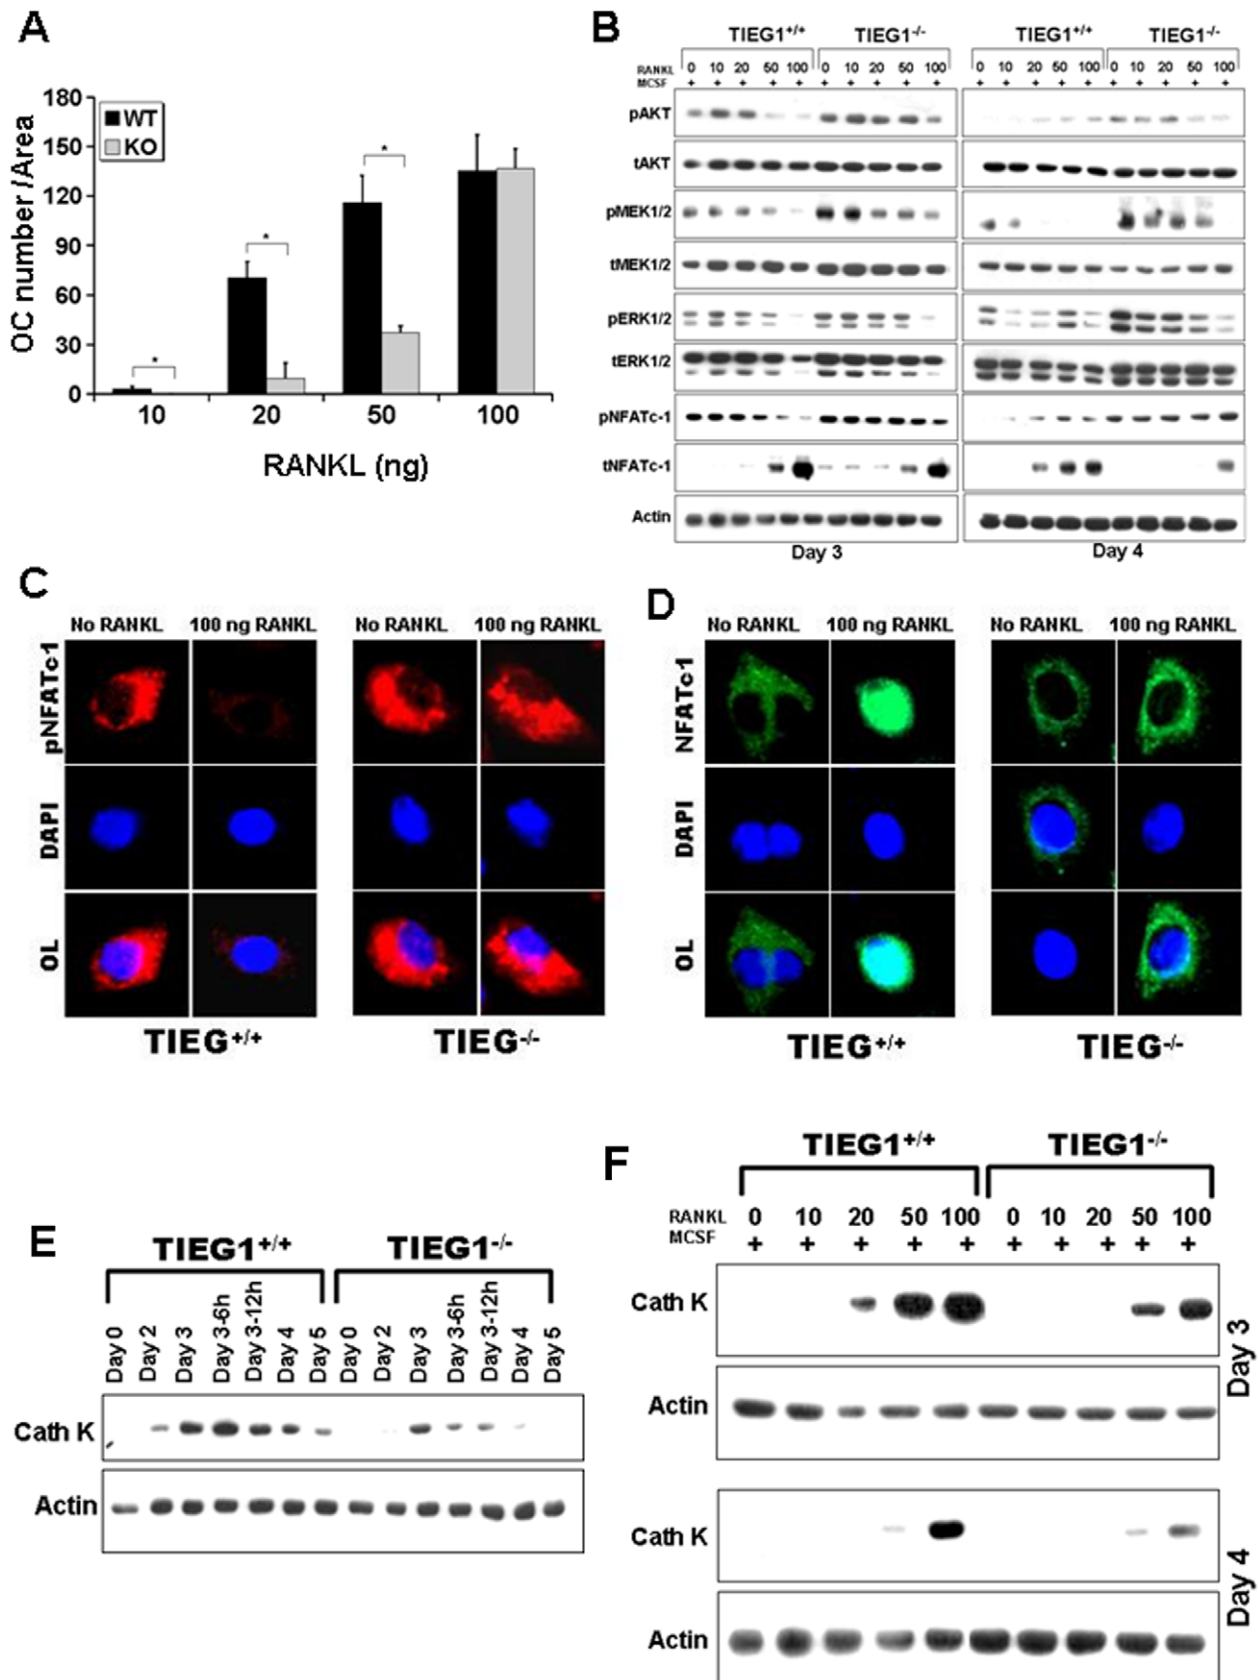 A
180
150
120
90
60
30
0
WT
KO
*
*
*
OC number /Area
10 20 50 100
RANKL (ng)
B
TIEG1+/+ TIEG1-/- TIEG1+/+ TIEG1-/-
RANKL 0 10 20 50 100 0 10 20 50 100 0 10 20 50 100 0 10 20 50 100
MCSF + + + + + + + + + + + + + + + + + + + +
pAKT
tAKT
pMEK1/2
tMEK1/2
pERK1/2
tERK1/2
pNFATc-1
tNFATc-1
Actin
Day 3 Day 4
C
No RANKL 100 ng RANKL No RANKL 100 ng RANKL
pNFATc1
DAPI
OL
TIEG+/+ TIEG-/-
D
No RANKL 100 ng RANKL No RANKL 100 ng RANKL
NFATc1
DAPI
OL
TIEG+/+ TIEG-/-
E
TIEG1+/+ TIEG1-/-
Day 0 Day 2 Day 3 Day 3-6h Day 3-12h Day 4 Day 5 Day 0 Day 2 Day 3 Day 3-6h Day 3-12h Day 4 Day 5
Cath K
Actin
F
TIEG1+/+ TIEG1-/-
RANKL 0 10 20 50 100 0 10 20 50 100
MCSF + + + + + + + + + +
Cath K
Actin
Day 3
Cath K
Actin
Day 4